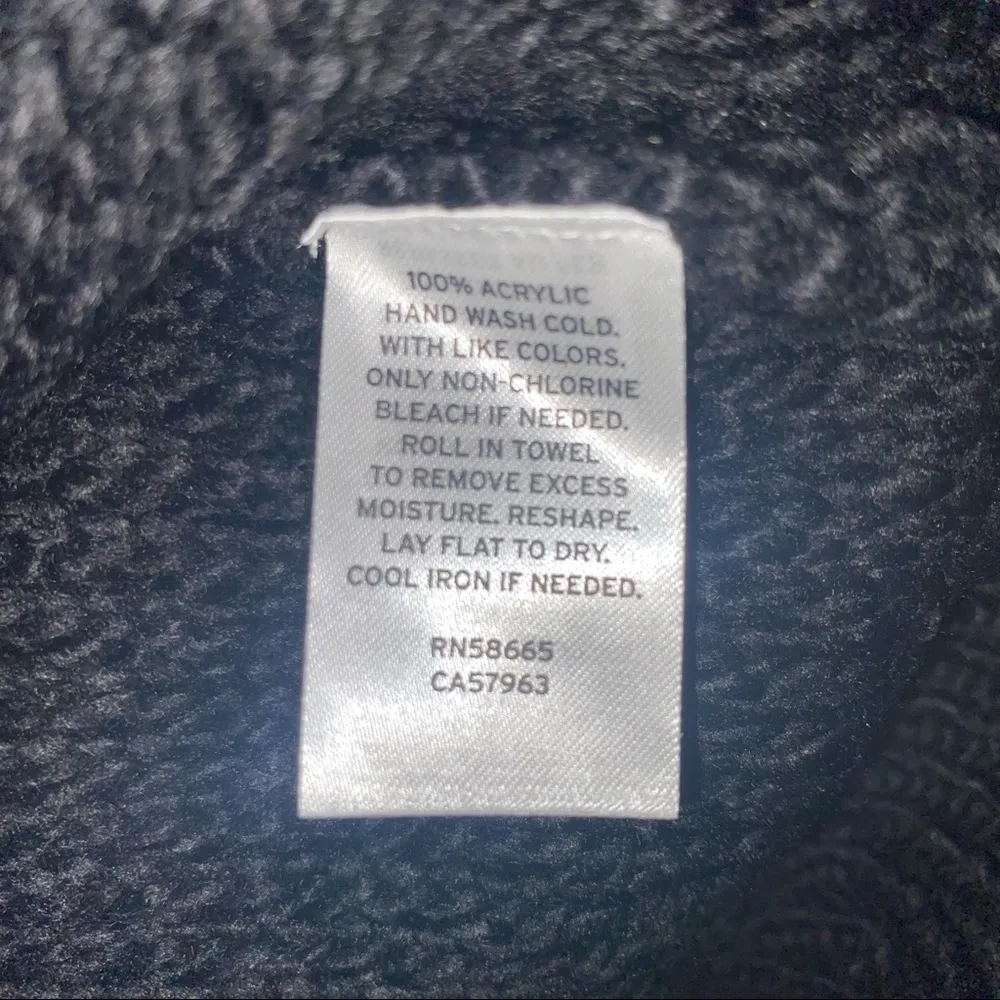 100% ACRYLIC
HAND WASH COLD.
WITH LIKE COLORS.
ONLY NON-CHLORINE
BLEACH IF NEEDED.
ROLL IN TOWEL
TO REMOVE EXCESS
MOISTURE. RESHAPE.
LAY FLAT TO DRY.
COOL IRON IF NEEDED.
RN58665
CA57963